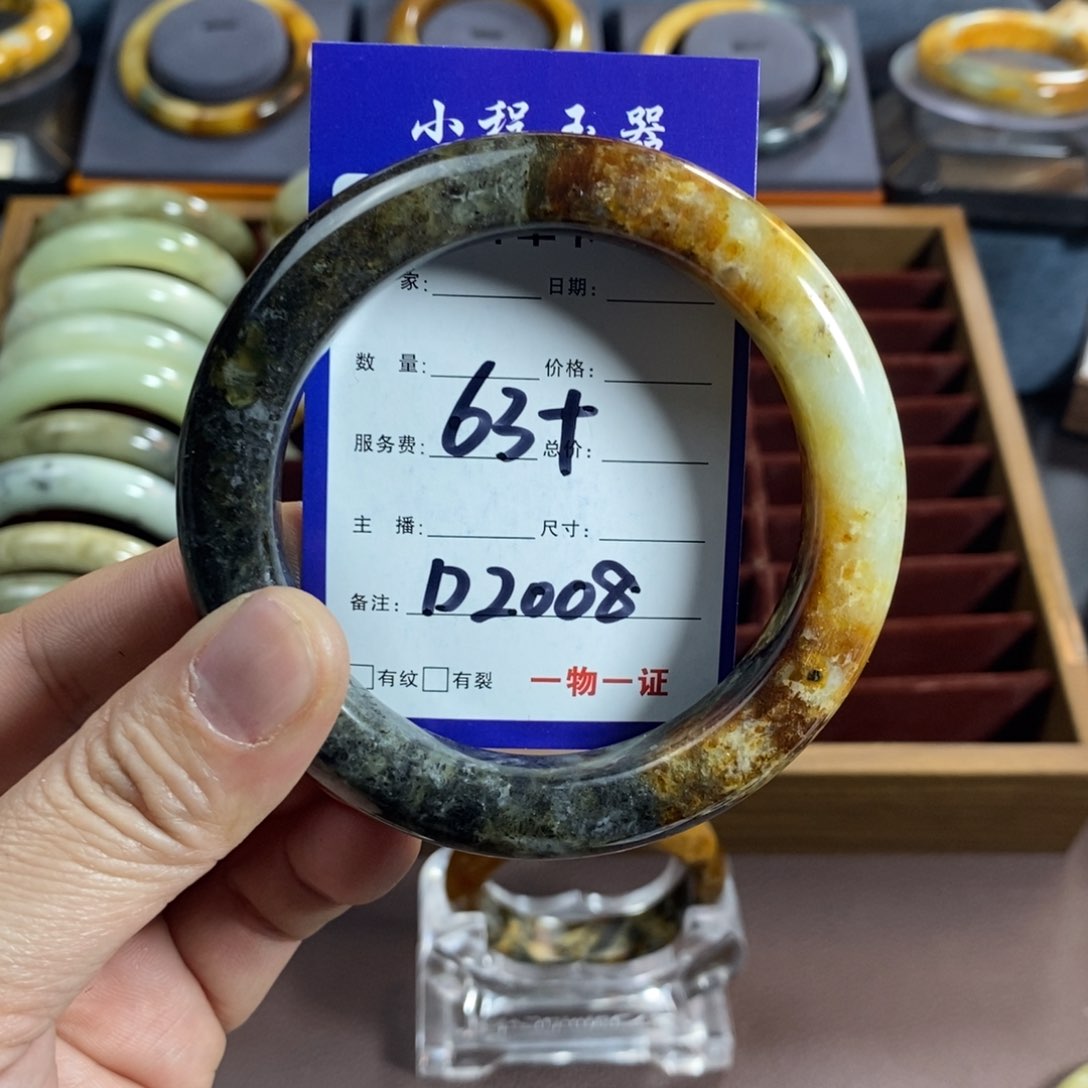 小程玉器
家: 日期:
数 量: 价格:
63+
服务费: 总价:
主 播: 尺寸:
备注: D2008
□有纹□有裂 一物一证